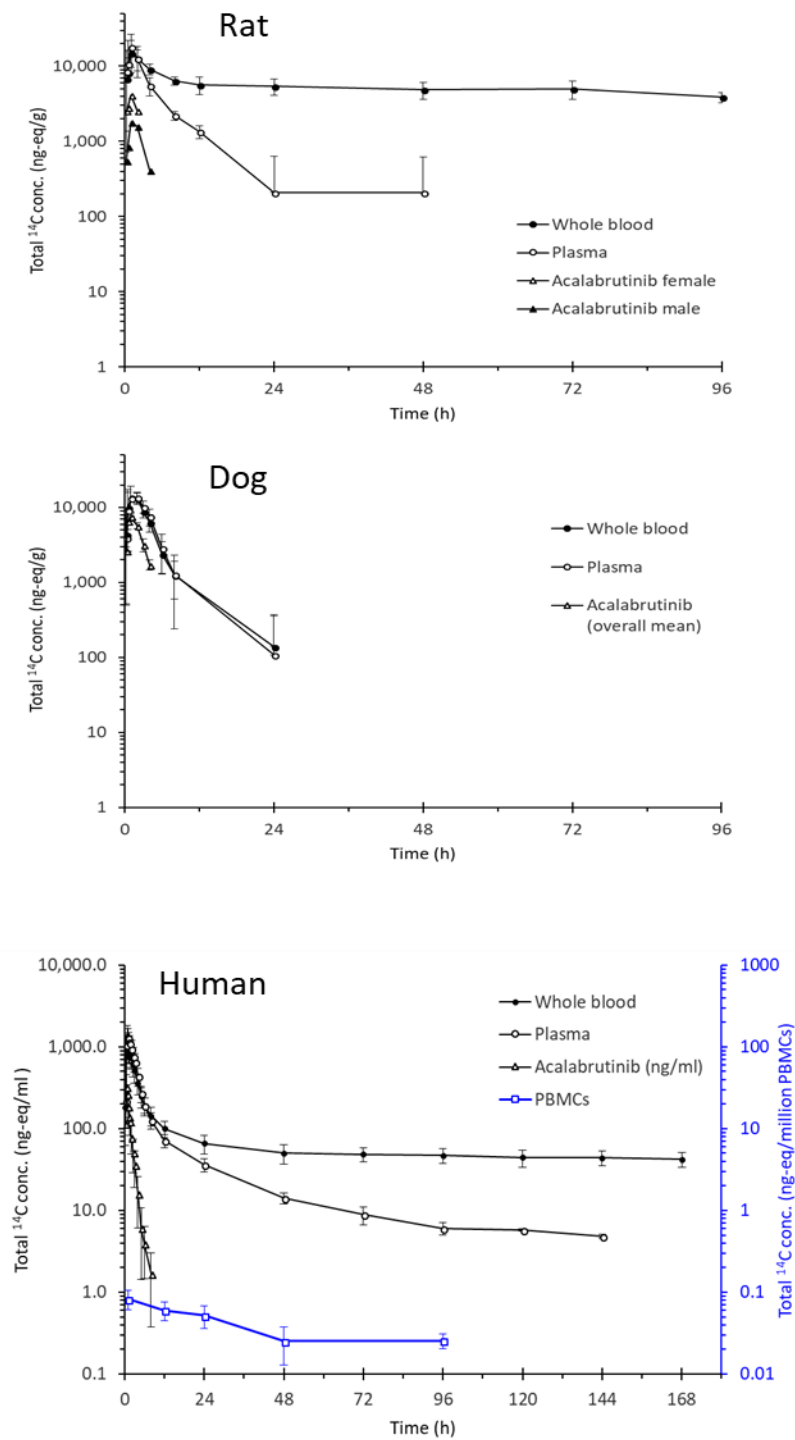 Rat
Total ¹⁴C conc. (ng-eq/g)
10,000
1,000
100
10
1
Whole blood
Plasma
Acalabrutinib female
Acalabrutinib male
0 24 48 72 96
Time (h)
Dog
Total ¹⁴C conc. (ng-eq/g)
10,000
1,000
100
10
1
Whole blood
Plasma
Acalabrutinib
(overall mean)
0 24 48 72 96
Time (h)
Human
Total ¹⁴C conc. (ng-eq/ml )
10,000.0
1,000.0
100.0
10.0
1.0
0.1
Whole blood
Plasma
Acalabrutinib (ng/ml)
PBMCs
1000
100
10
1
0.1
0.01
Total ¹⁴C conc. (ng-eq/million PBMCs)
0 24 48 72 96 120 144 168
Time (h)